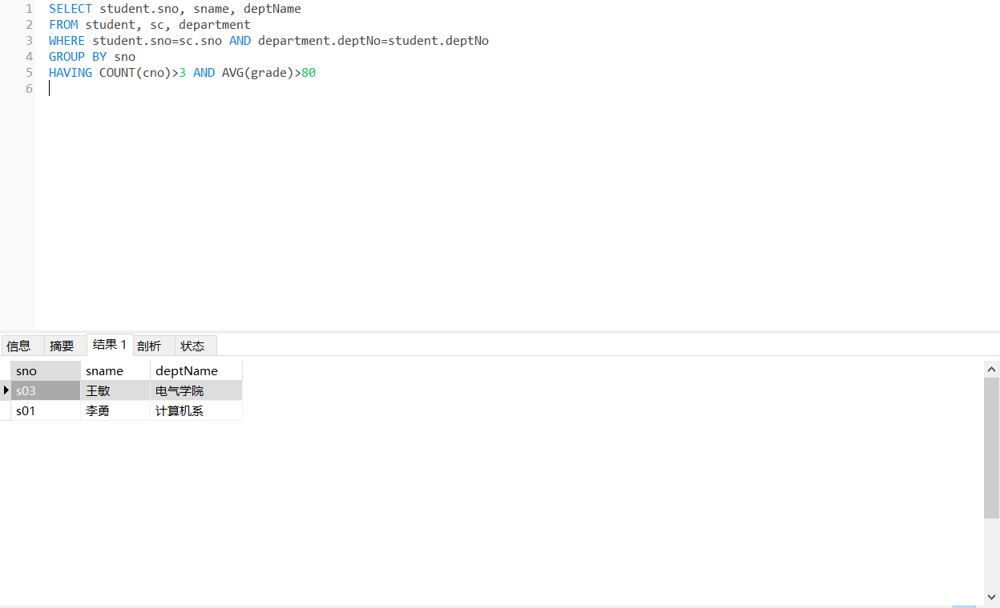 1 SELECT student.sno, sname, deptName
2 FROM student, sc, department
3 WHERE student.sno=sc.sno AND department.deptNo=student.deptNo
4 GROUP BY sno
5 HAVING COUNT(cno)>3 AND AVG(grade)>80
6
信息 摘要 结果 1 剖析 状态
sno sname deptName
s03 王敏 电气学院
s01 李勇 计算机系